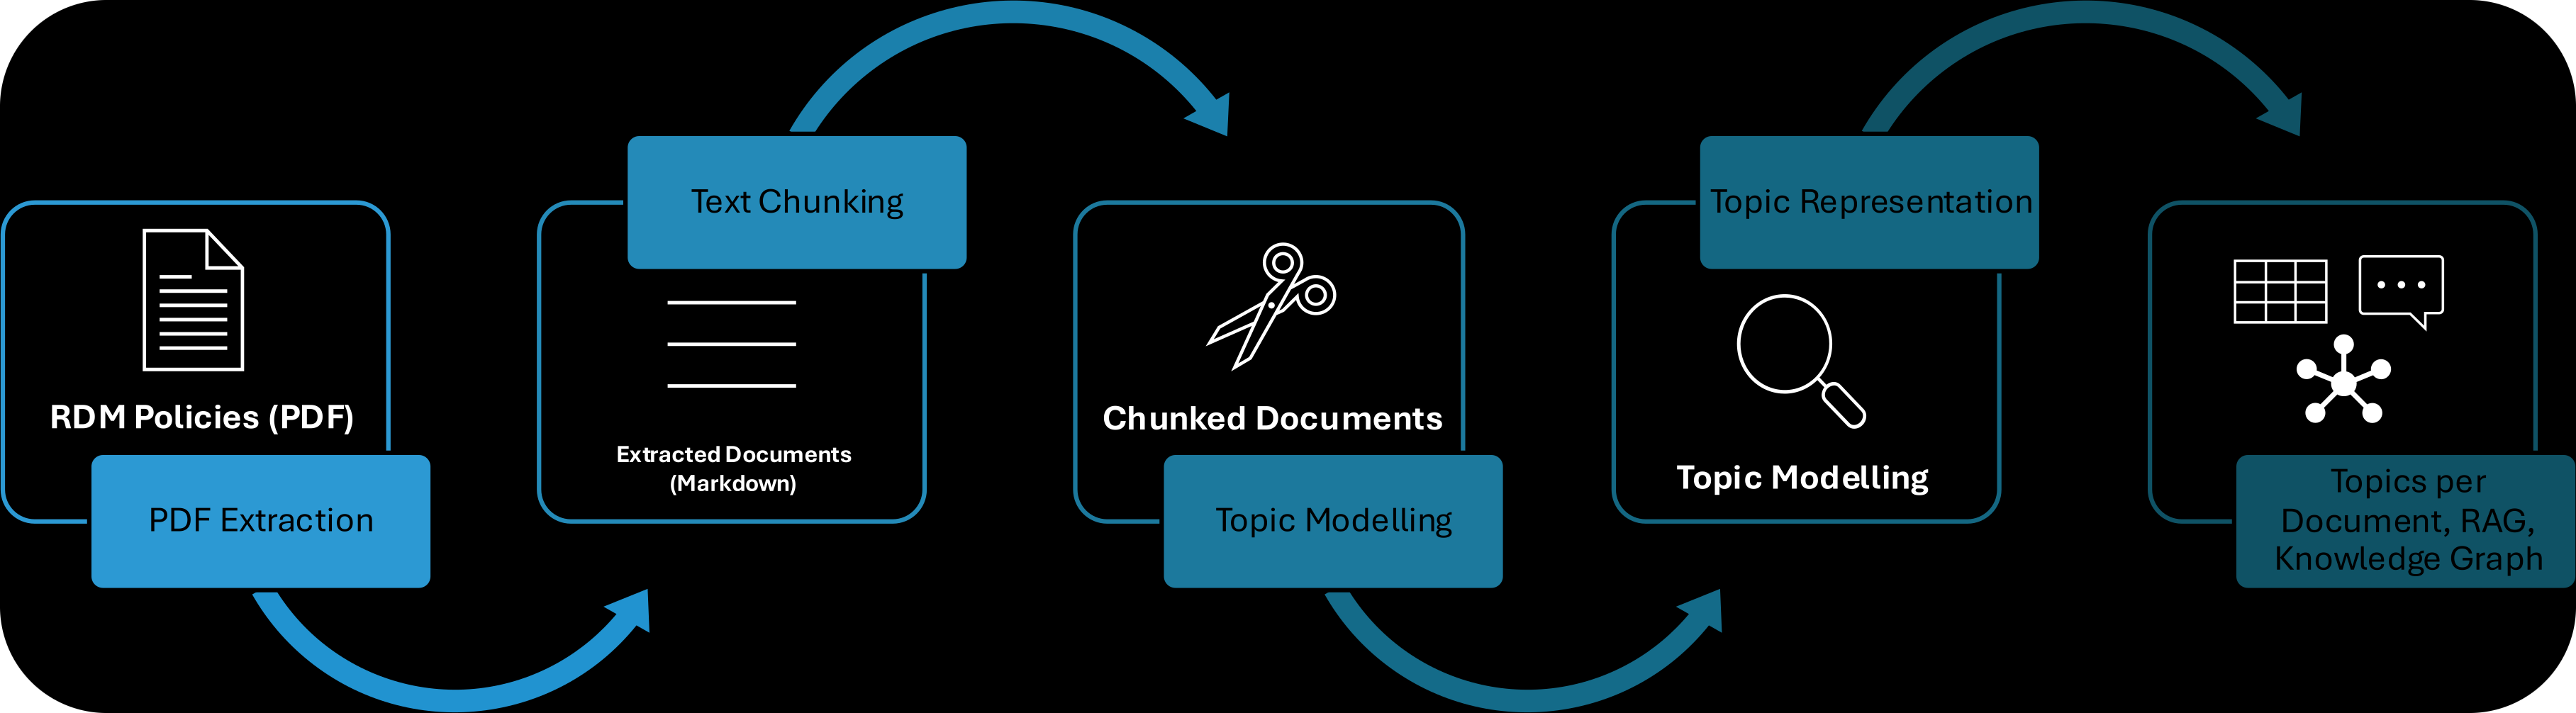 RDM Policies (PDF)
PDF Extraction
Text Chunking
Extracted Documents
(Markdown)
Chunked Documents
Topic Modelling
Topic Representation
Topic Modelling
Topics per
Document, RAG,
Knowledge Graph